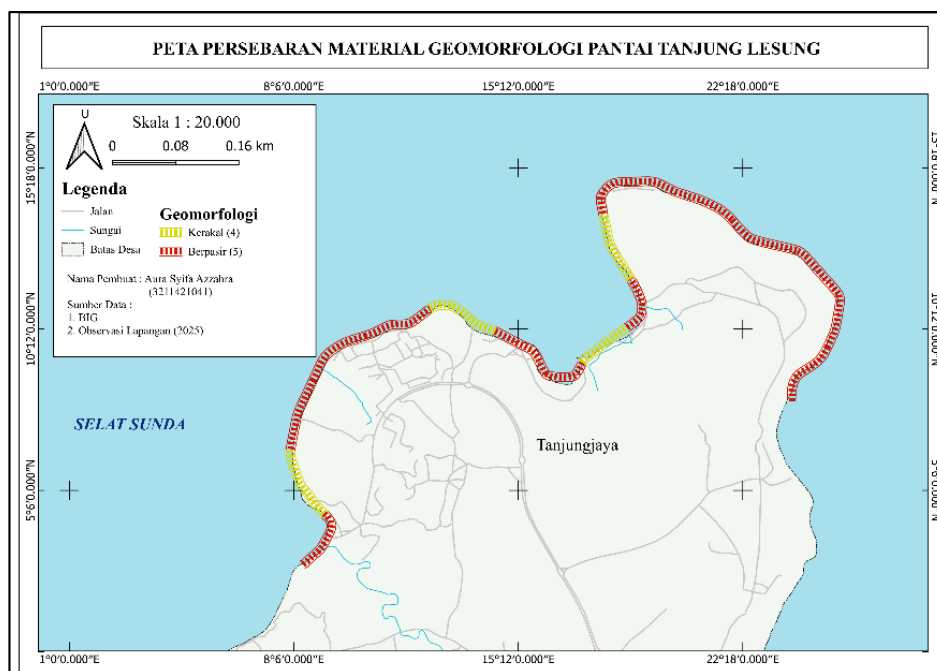 PETA PERSEBARAN MATERIAL GEOMORFOLOGI PANTAI TANJUNG LESUNG
1°0'0.000"E 8°6'0.000"E 15°12'0.000"E 22°18'0.000"E
U
Skala 1 : 20.000
0 0.08 0.16 km
Legenda
Jalan
Sungai
Batas Desa
Geomorfologi
Kerakal (4)
Berpasir (5)
Nama Pembuat : Aura Syifa Azzahra
(3211421041)
Sumber Data :
1. BIG
2. Observasi Lapangan (2025)
15°18'0.000"N
10°12'0.000"N
5°6'0.000"N
SELAT SUNDA
Tanjungjaya
1°0'0.000"E 8°6'0.000"E 15°12'0.000"E 22°18'0.000"E